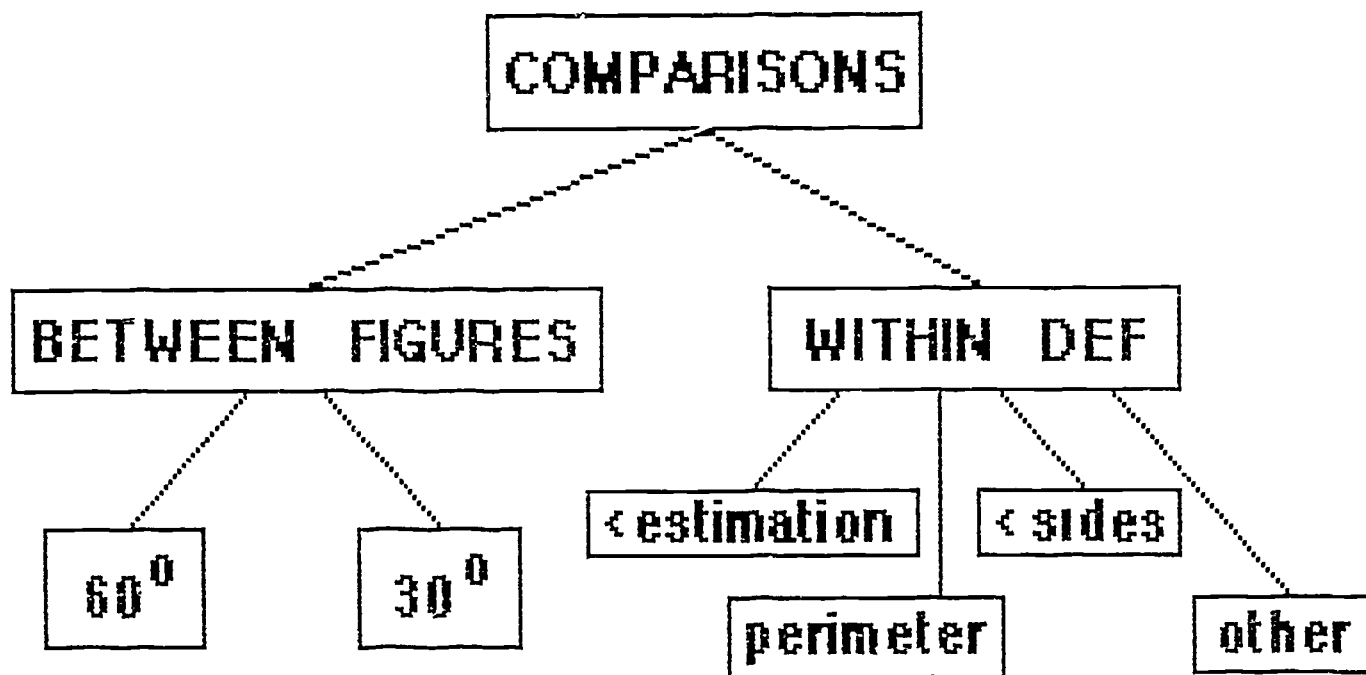 COMPARISONS
BETWEEN FIGURES
WITHIN DEF
< estimation
< sides
60⁰
30⁰
perimeter
other